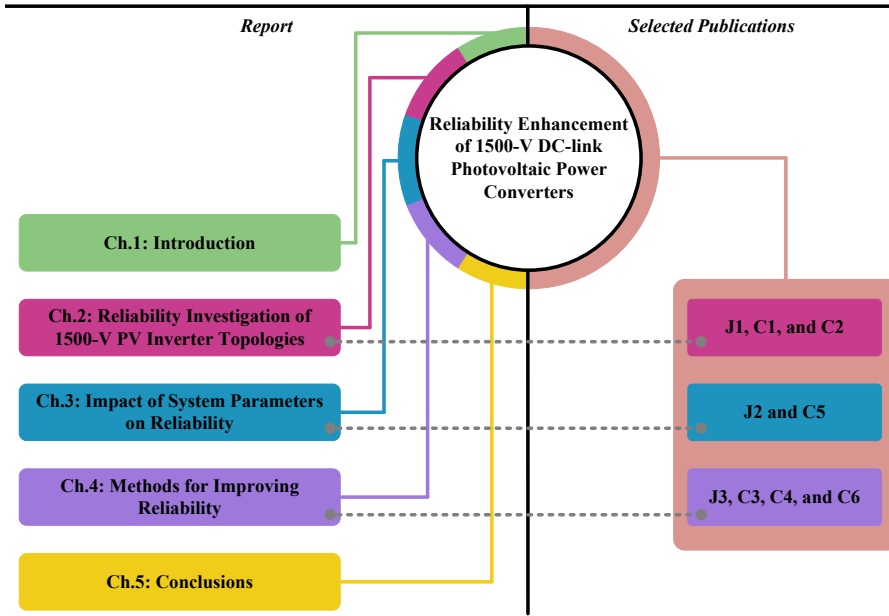 Report
Selected Publications
Reliability Enhancement
of 1500-V DC-link
Photovoltaic Power
Converters
Ch.1: Introduction
Ch.2: Reliability Investigation of
1500-V PV Inverter Topologies
J1, C1, and C2
Ch.3: Impact of System Parameters
on Reliability
J2 and C5
Ch.4: Methods for Improving
Reliability
J3, C3, C4, and C6
Ch.5: Conclusions